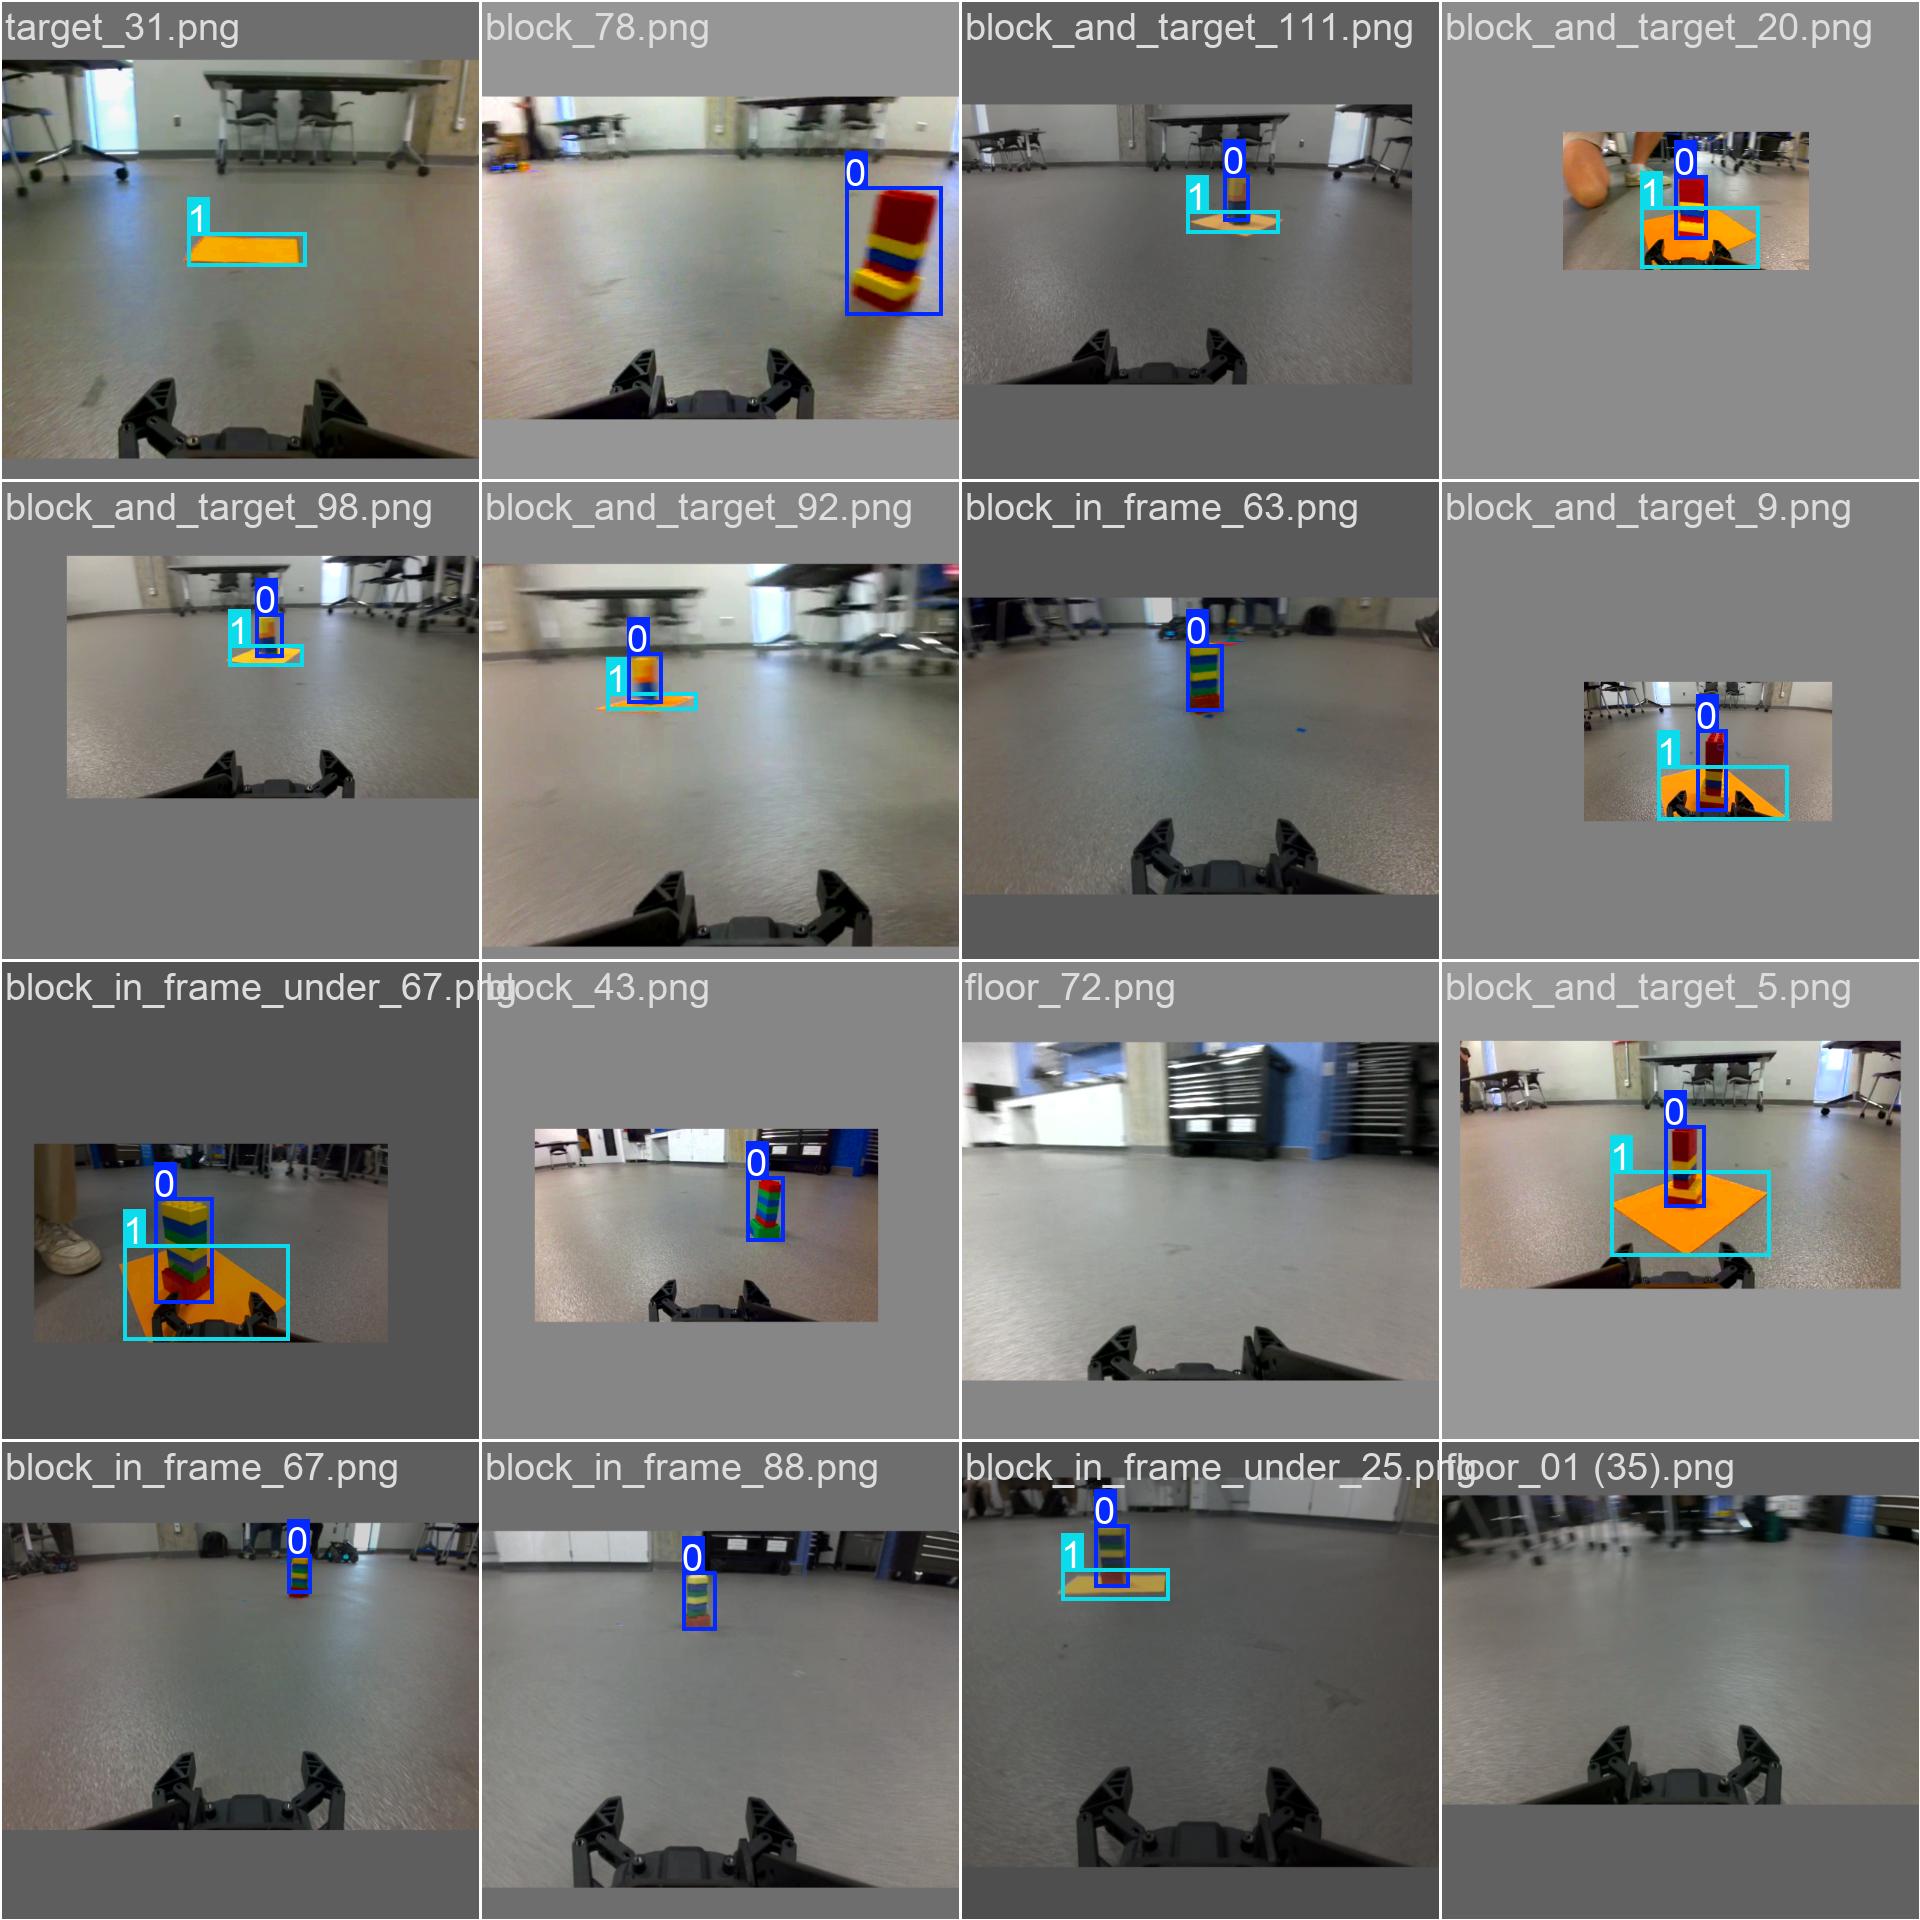 target_31.png
block_78.png
block_and_target_111.png
block_and_target_20.png
1
0
0
1
0
1
block_and_target_98.png
block_and_target_92.png
block_in_frame_63.png
block_and_target_9.png
0
1
0
1
0
0
1
block_in_frame_under_67.png
block_43.png
floor_72.png
block_and_target_5.png
0
1
0
0
1
block_in_frame_67.png
block_in_frame_88.png
block_in_frame_under_25.png
floor_01 (35).png
0
0
0
1